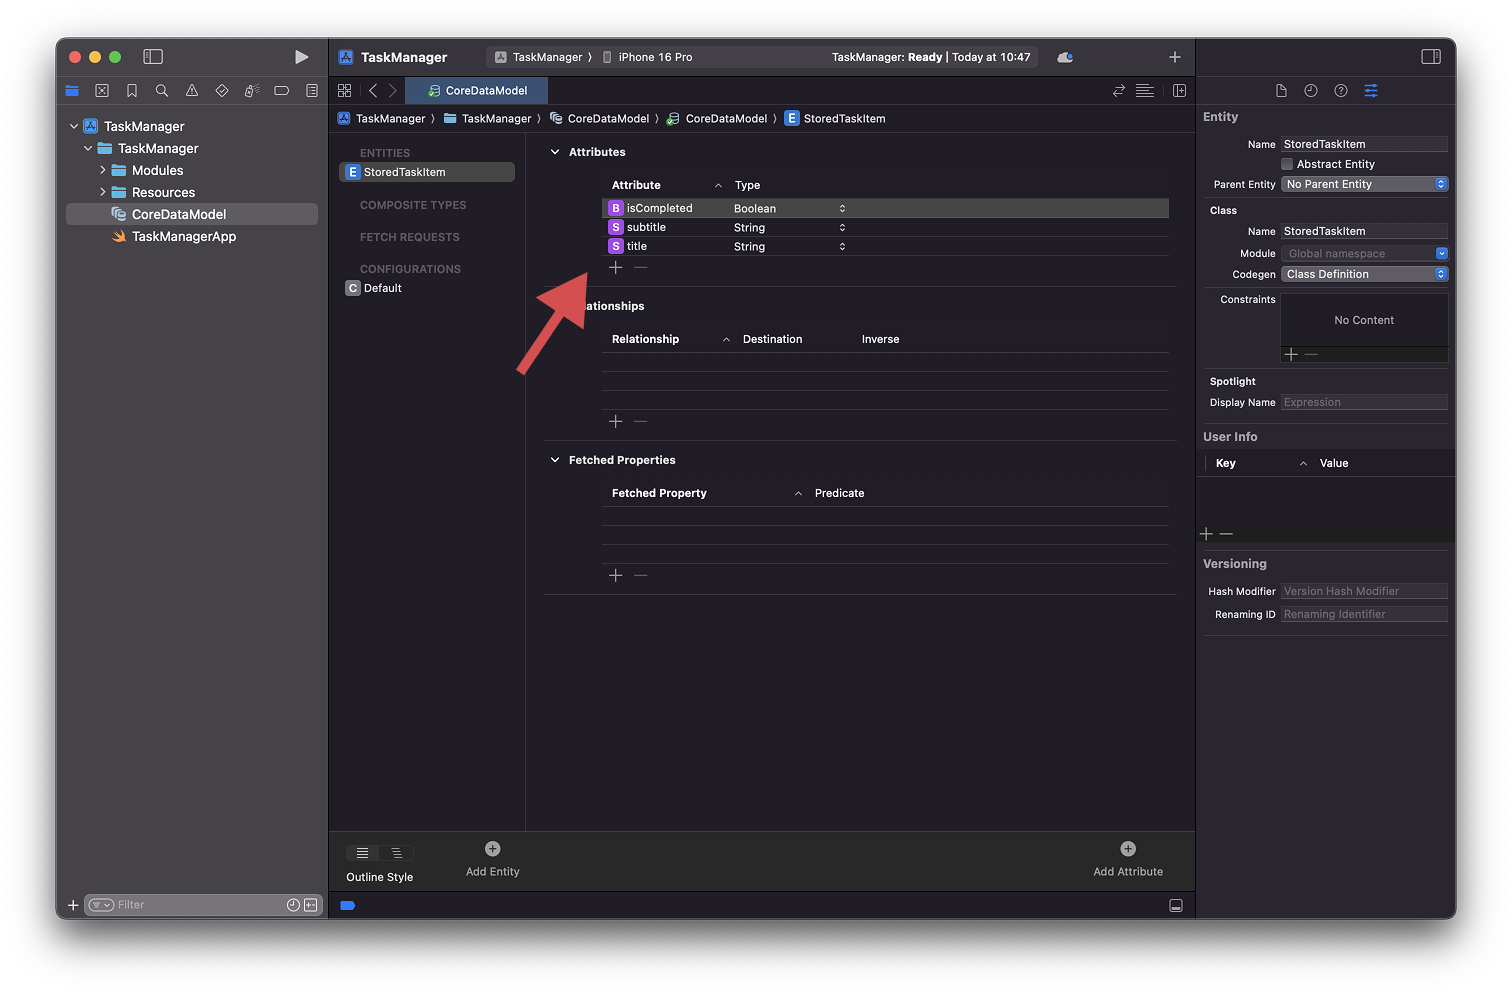 TaskManager
TaskManager
Modules
Resources
CoreDataModel
TaskManagerApp
Filter
TaskManager
TaskManager 〉 iPhone 16 Pro
TaskManager: Ready | Today at 10:47
CoreDataModel
TaskManager 〉 TaskManager 〉 CoreDataModel 〉 CoreDataModel 〉 E StoredTaskItem
ENTITIES
E StoredTaskItem
COMPOSITE TYPES
FETCH REQUESTS
CONFIGURATIONS
C Default
Attributes
Attribute Type
B isCompleted Boolean
S subtitle String
S title String
ationships
Relationship Destination Inverse
Fetched Properties
Fetched Property Predicate
Outline Style
Add Entity
Add Attribute
Entity
Name StoredTaskItem
Abstract Entity
Parent Entity No Parent Entity
Class
Name StoredTaskItem
Module Global namespace
Codegen Class Definition
Constraints
No Content
Spotlight
Display Name Expression
User Info
Key Value
Versioning
Hash Modifier Version Hash Modifier
Renaming ID Renaming Identifier